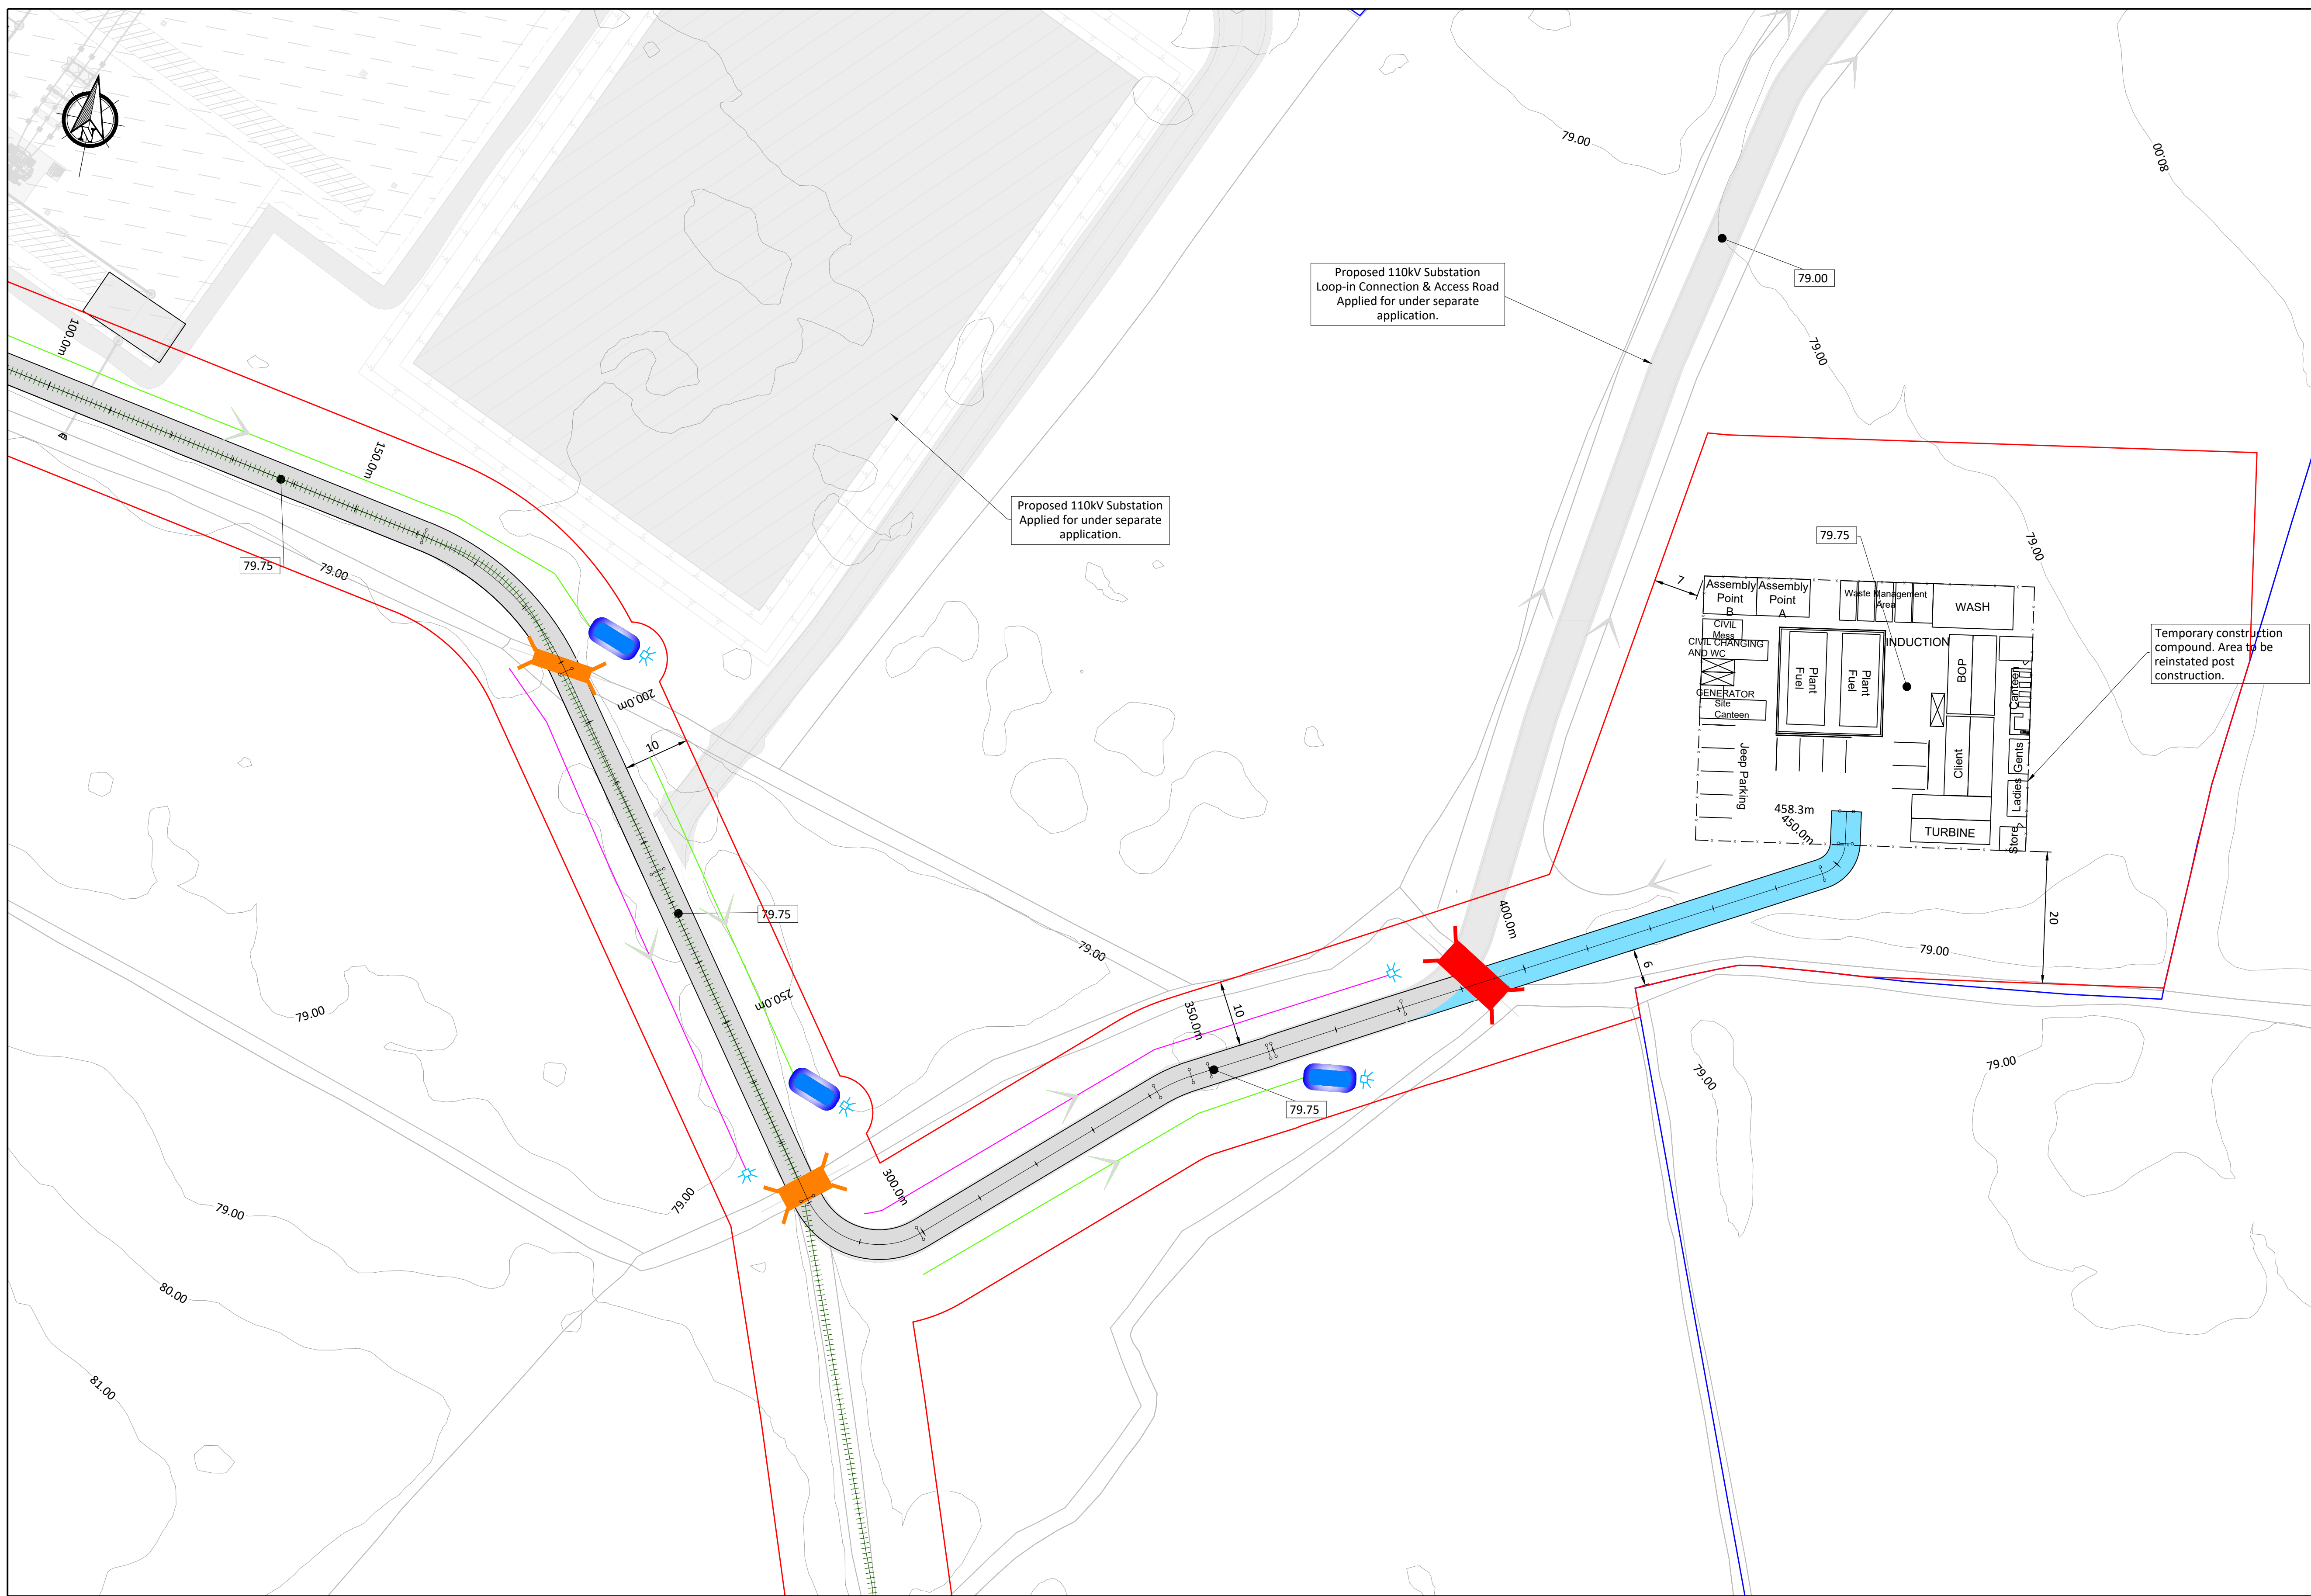 N
79.00
80.00
Proposed 110kV Substation
Loop-in Connection & Access Road
Applied for under separate
application.
79.00
100.0m
79.00
150.0m
Proposed 110kV Substation
Applied for under separate
application.
79.75
79.00
79.75
79.00
7
Assembly
Point
B
Assembly
Point
A
Waste Management
Area
WASH
CIVIL
Mess
CIVIL CHANGING
AND WC
INDUCTION
Plant
Fuel
Plant
Fuel
BOP
Canteen
GENERATOR
Site
Canteen
Jeep Parking
Client
Gents
Ladies
Store
TURBINE
Temporary construction
compound. Area to be
reinstated post
construction.
200.0m
10
458.3m
450.0m
79.75
79.00
400.0m
20
79.00
6
250.0m
350.0m
10
79.00
79.00
79.00
79.75
300.0m
79.00
79.00
80.00
81.00